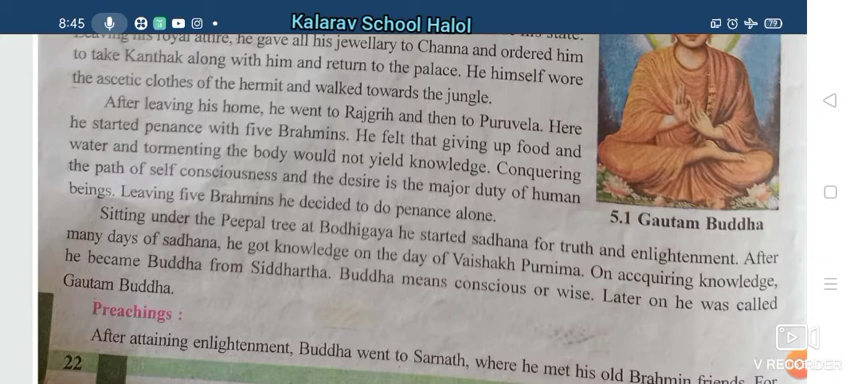 8:45
Kalarav School Halol
79
Leaving his royal attire, he gave all his jewellary to Channa and ordered him
to take Kanthak along with him and return to the palace. He himself wore
the ascetic clothes of the hermit and walked towards the jungle.
After leaving his home, he went to Rajgrih and then to Puruvela. Here
he started penance with five Brahmins. He felt that giving up food and
water and tormenting the body would not yield knowledge. Conquering
the path of self consciousness and the desire is the major duty of human
beings. Leaving five Brahmins he decided to do penance alone.
5.1 Gautam Buddha
Sitting under the Peepal tree at Bodhigaya he started sadhana for truth and enlightenment. After
many days of sadhana, he got knowledge on the day of Vaishakh Purnima. On accquiring knowledge,
he became Buddha from Siddhartha. Buddha means conscious or wise. Later on he was called
Gautam Buddha.
Preachings :
After attaining enlightenment, Buddha went to Sarnath, where he met his old Brahmin friends. For
22
V RECORDER